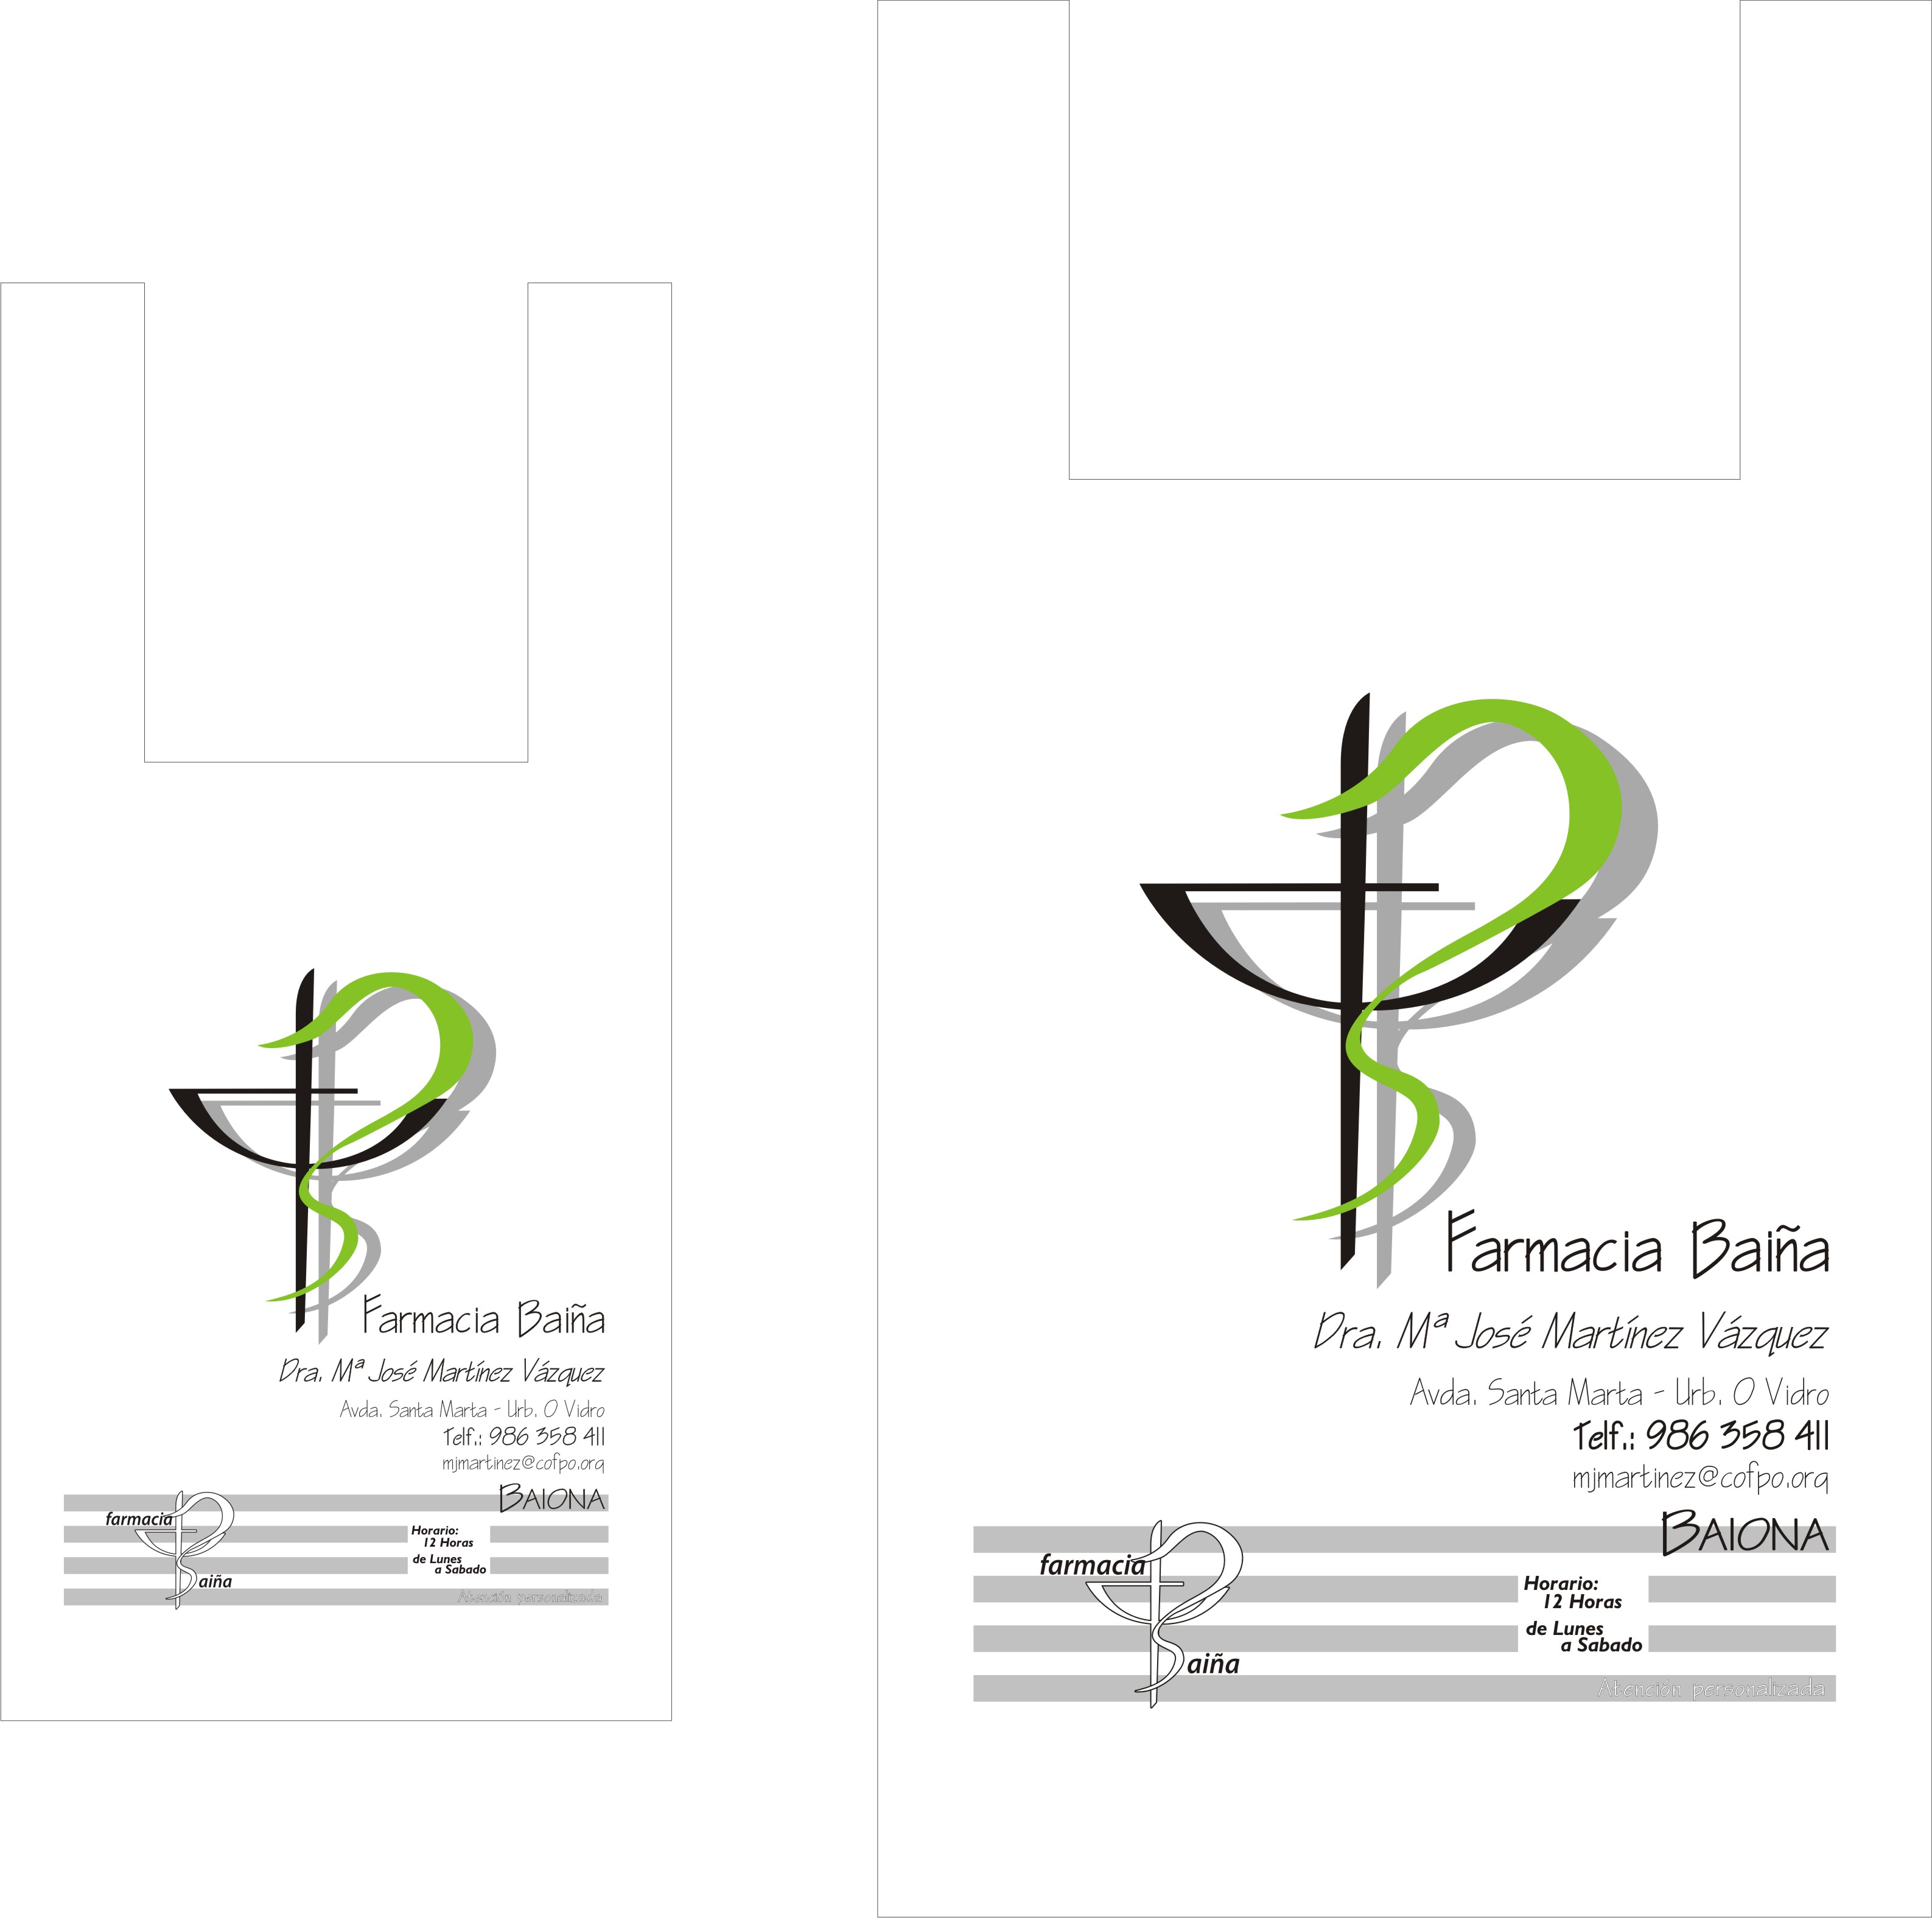 Farmacia Baiña
Dra. Mª José Martínez Vázquez
Avda. Santa Marta - Urb. O Vidro
Telf.: 986 358 411
mjmartinez@cofpo.org
BAIONA
farmacia
Horario:
12 Horas
de Lunes
a Sabado
aiña
Atención personalizada
Farmacia Baiña
Dra. Mª José Martínez Vázquez
Avda. Santa Marta - Urb. O Vidro
Telf.: 986 358 411
mjmartinez@cofpo.org
BAIONA
farmacia
Horario:
12 Horas
de Lunes
a Sabado
aiña
Atención personalizada